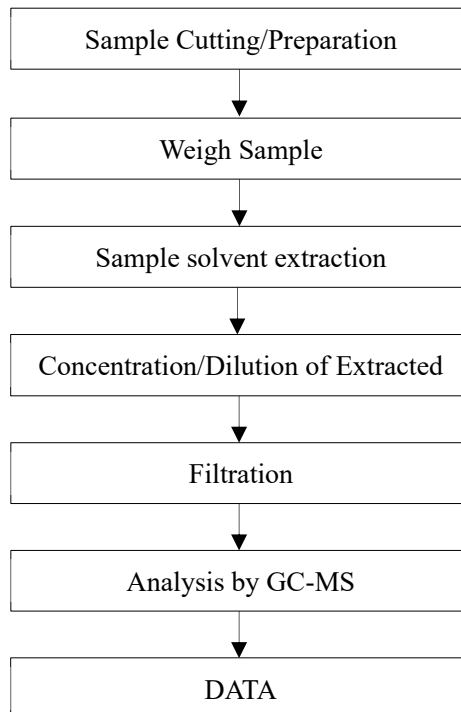 Sample Cutting/Preparation
Weigh Sample
Sample solvent extraction
Concentration/Dilution of Extracted
Filtration
Analysis by GC-MS
DATA